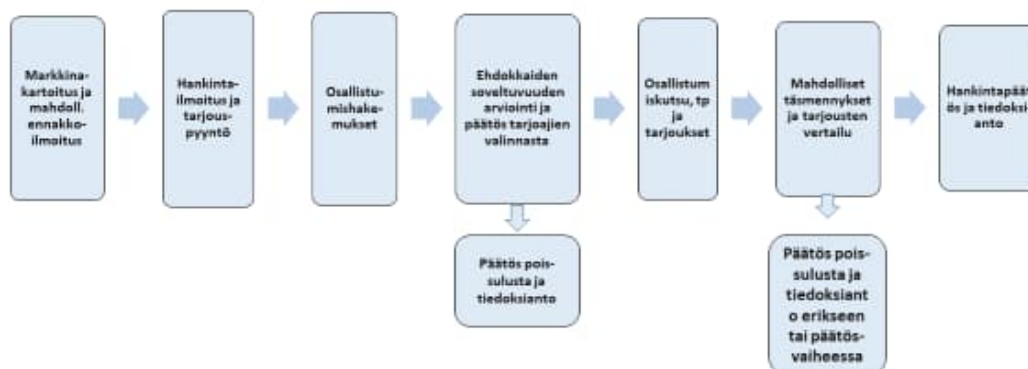 Markkina-
kartoitus ja
mahdoll.
ennakko-
ilmoitus
Hankinta-
ilmoitus ja
tarjous-
pyyntö
Osallistu-
mishake-
mukset
Ehdokkaiden
soveltuvuuden
arviointi ja
päätös tarjoajien
valinnasta
Osallistum
iskutsu, tp
ja
tarjoukset
Mahdolliset
täsmennykset
ja tarjousten
vertailu
Hankintapäät
ös ja tiedoksi
anto
Päätös pois-
sulusta ja
tiedoksianto
Päätös pois-
sulusta ja
tiedoksiant
o erikseen
tai päätös-
vaiheessa